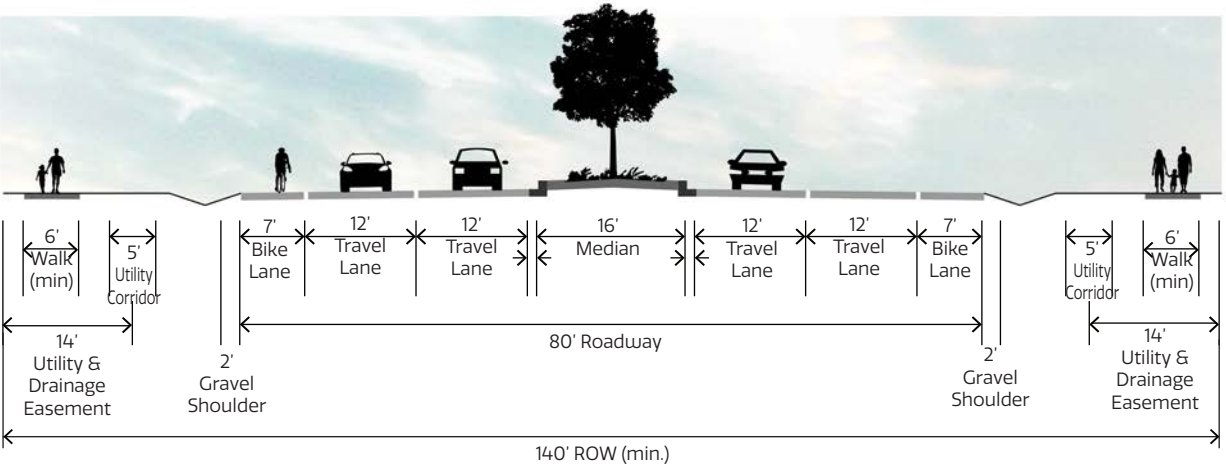 6'
Walk
(min)
5'
Utility
Corridor
7'
Bike
Lane
12'
Travel
Lane
12'
Travel
Lane
16'
Median
12'
Travel
Lane
12'
Travel
Lane
7'
Bike
Lane
5'
Utility
Corridor
6'
Walk
(min)
14'
Utility &
Drainage
Easement
2'
Gravel
Shoulder
80' Roadway
2'
Gravel
Shoulder
14'
Utility &
Drainage
Easement
140' ROW (min.)